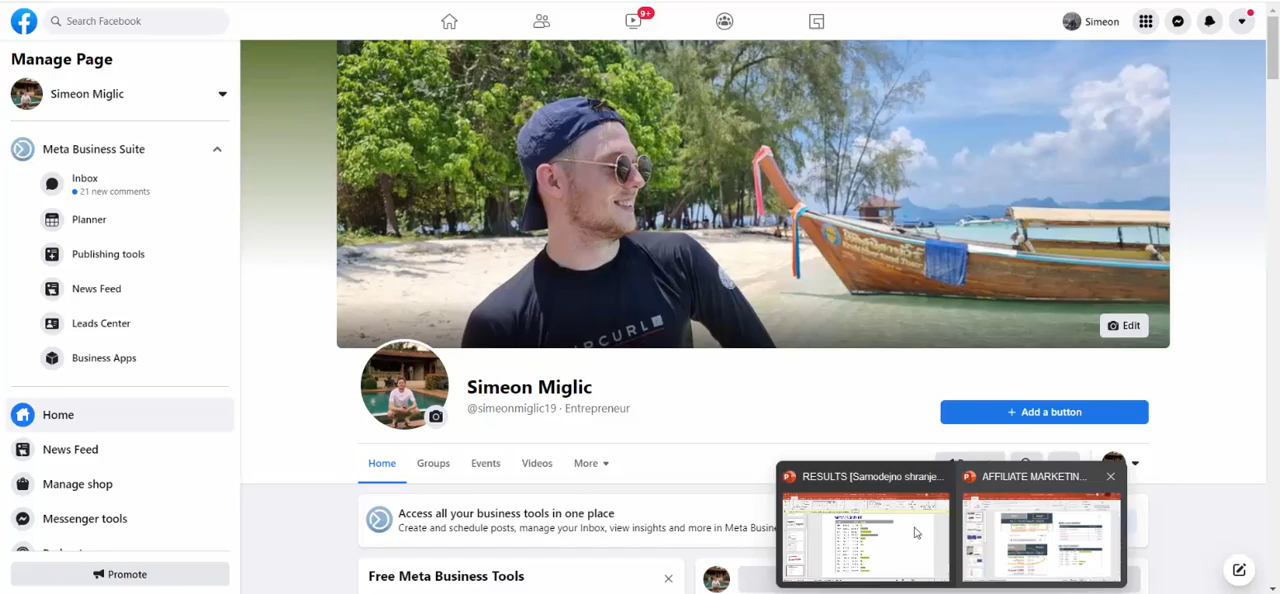 Search Facebook
9+
Simeon
Manage Page
Simeon Miglic
Meta Business Suite
Inbox
21 new comments
Planner
Publishing tools
News Feed
Leads Center
Business Apps
Home
News Feed
Manage shop
Messenger tools
Promote
Edit
Simeon Miglic
@simeonmiglic19 · Entrepreneur
+ Add a button
Home
Groups
Events
Videos
More
RESULTS [Samodejno shranje...
AFFILIATE MARKETIN...
Access all your business tools in one place
Create and schedule posts, manage your Inbox, view insights and more in Meta Busin
Free Meta Business Tools